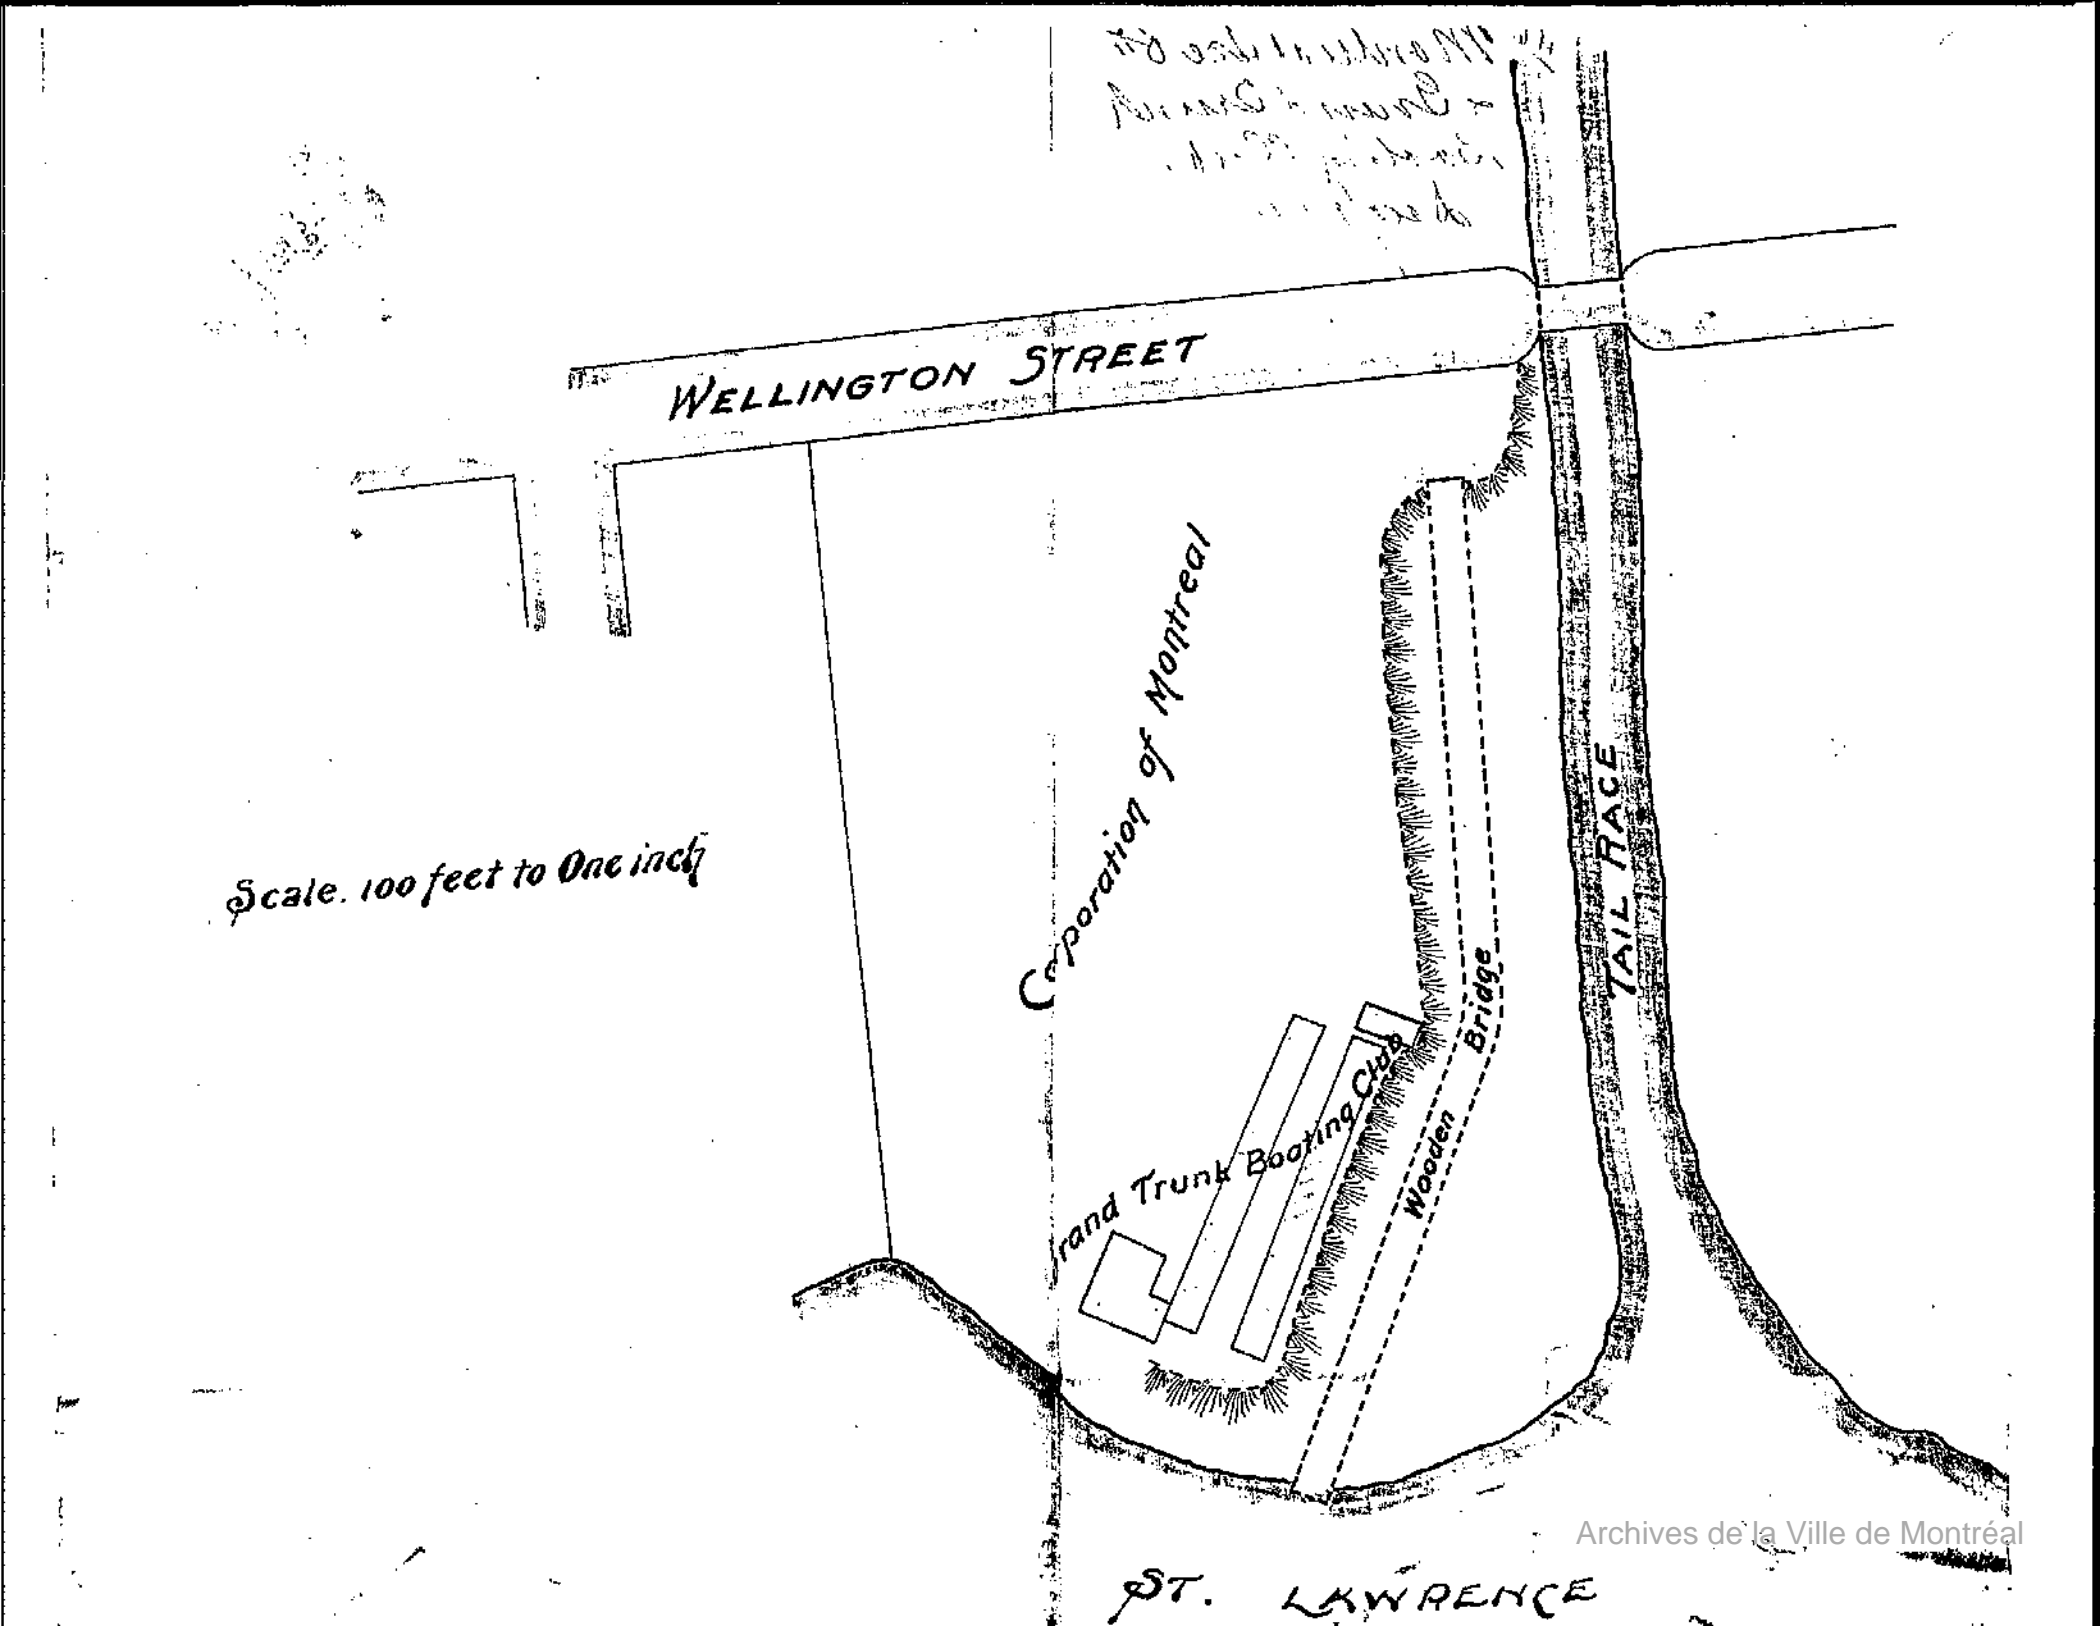 WELLINGTON STREET
Corporation of Montreal
Scale. 100 feet to One inch
TAIL RACE
Wooden Bridge
rand Trunk Boating Club
Archives de la Ville de Montréal
ST. LAWRENCE